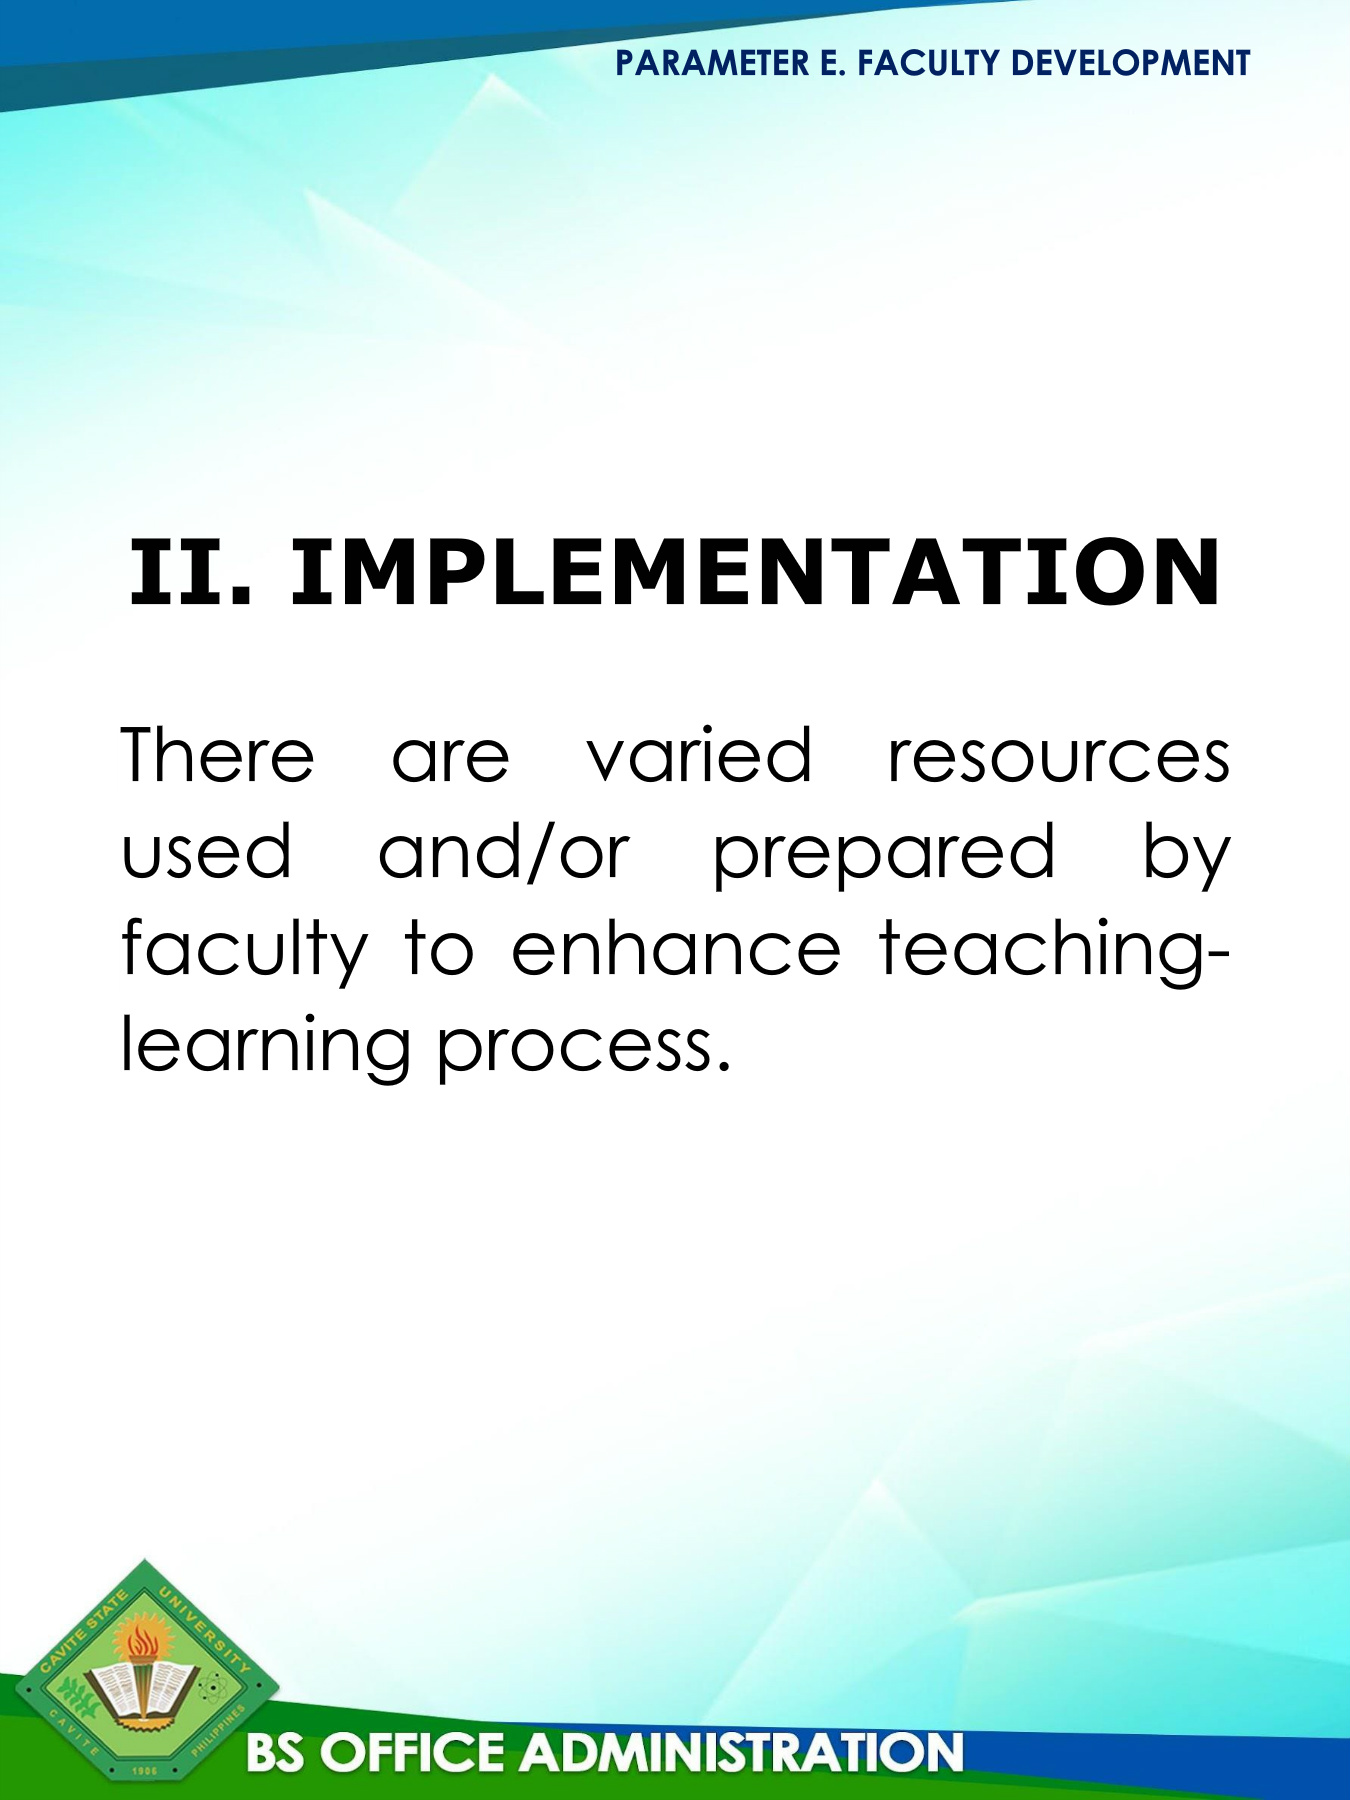 PARAMETER E. FACULTY DEVELOPMENT
II. IMPLEMENTATION
There are varied resources
used and/or prepared by
faculty to enhance teaching-
learning process.
CAVITE STATE UNIVERSITY
CAVITE PHILIPPINES
1906
BS OFFICE ADMINISTRATION